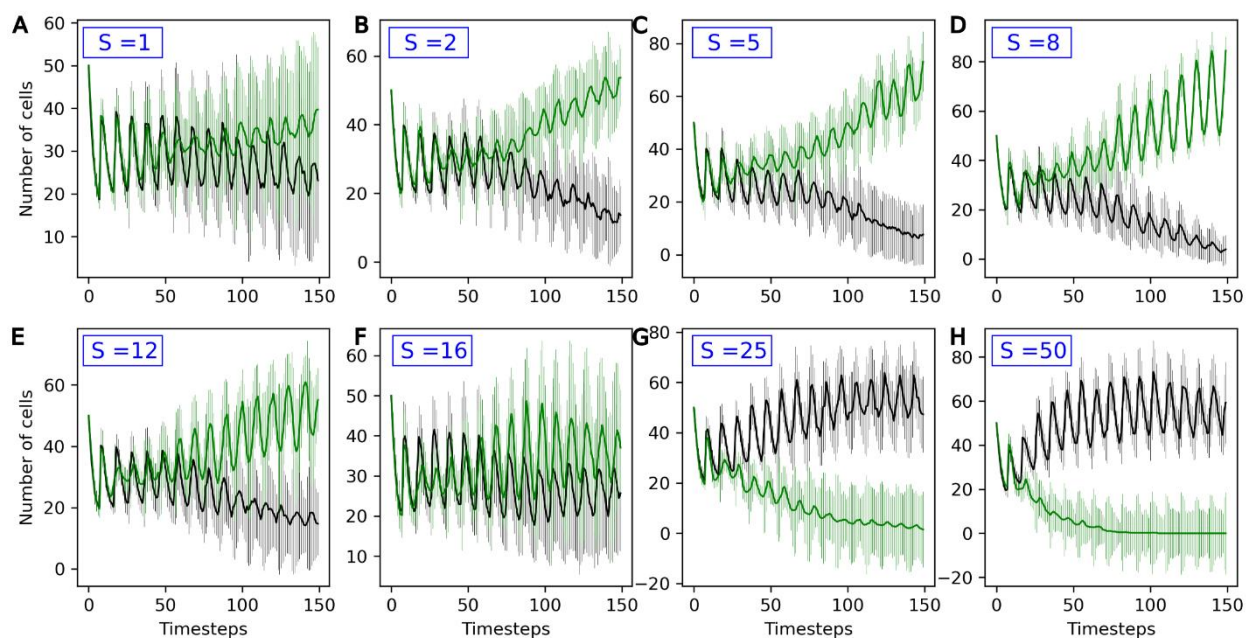 A B C D
S =1 S =2 S =5 S =8
60 50 40 30 20 10
60 40 20 0
80 60 40 20 0
80 60 40 20 0
Number of cells
0 50 100 150 0 50 100 150 0 50 100 150 0 50 100 150
E F G H
S =12 S =16 S =25 S =50
60 40 20 0
60 50 40 30 20 10
80 60 40 20 0 −20
80 60 40 20 0 −20
Number of cells
0 50 100 150 0 50 100 150 0 50 100 150 0 50 100 150
Timesteps Timesteps Timesteps Timesteps